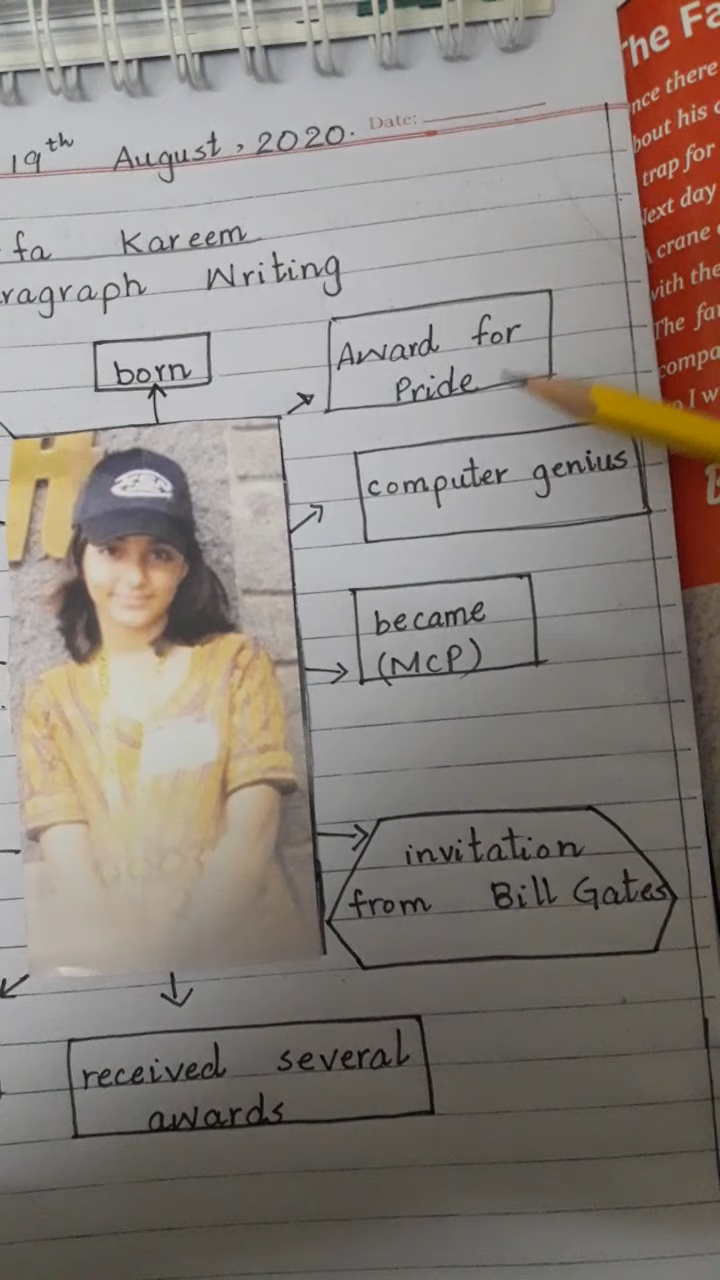 19th August, 2020.
Date:
fa Kareem
ragraph Writing
born
Award for
Pride
computer genius
became
(MCP)
invitation
from Bill Gates
received several
awards
he Fa
nce there
bout his
trap for
ext day
crane
with the
The far
compa
I w